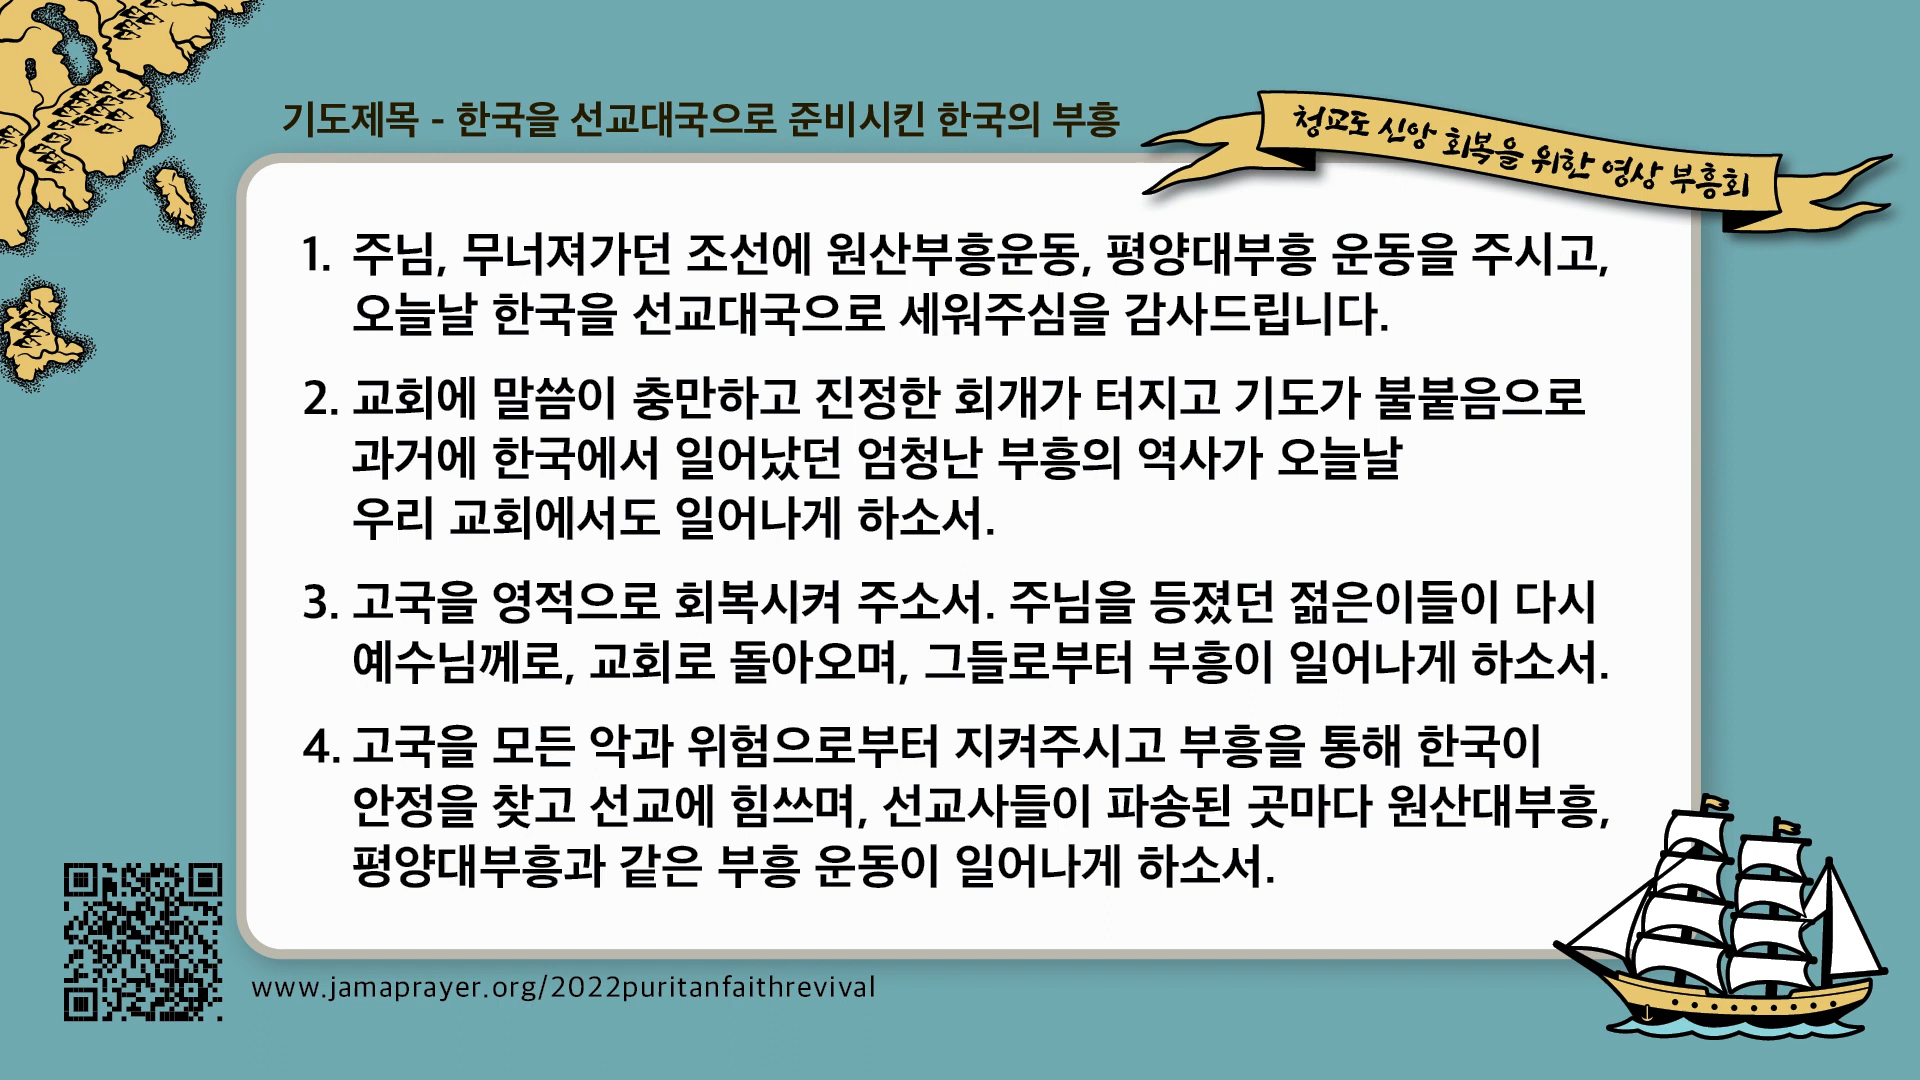 기도제목 - 한국을 선교대국으로 준비시킨 한국의 부흥
청교도 신앙 회복을 위한 영상 부흥회
1. 주님, 무너져가던 조선에 원산부흥운동, 평양대부흥 운동을 주시고,
오늘날 한국을 선교대국으로 세워주심을 감사드립니다.
2. 교회에 말씀이 충만하고 진정한 회개가 터지고 기도가 불붙음으로
과거에 한국에서 일어났던 엄청난 부흥의 역사가 오늘날
우리 교회에서도 일어나게 하소서.
3. 고국을 영적으로 회복시켜 주소서. 주님을 등졌던 젊은이들이 다시
예수님께로, 교회로 돌아오며, 그들로부터 부흥이 일어나게 하소서.
4. 고국을 모든 악과 위험으로부터 지켜주시고 부흥을 통해 한국이
안정을 찾고 선교에 힘쓰며, 선교사들이 파송된 곳마다 원산대부흥,
평양대부흥과 같은 부흥 운동이 일어나게 하소서.
www.jamaprayer.org/2022puritanfaithrevival